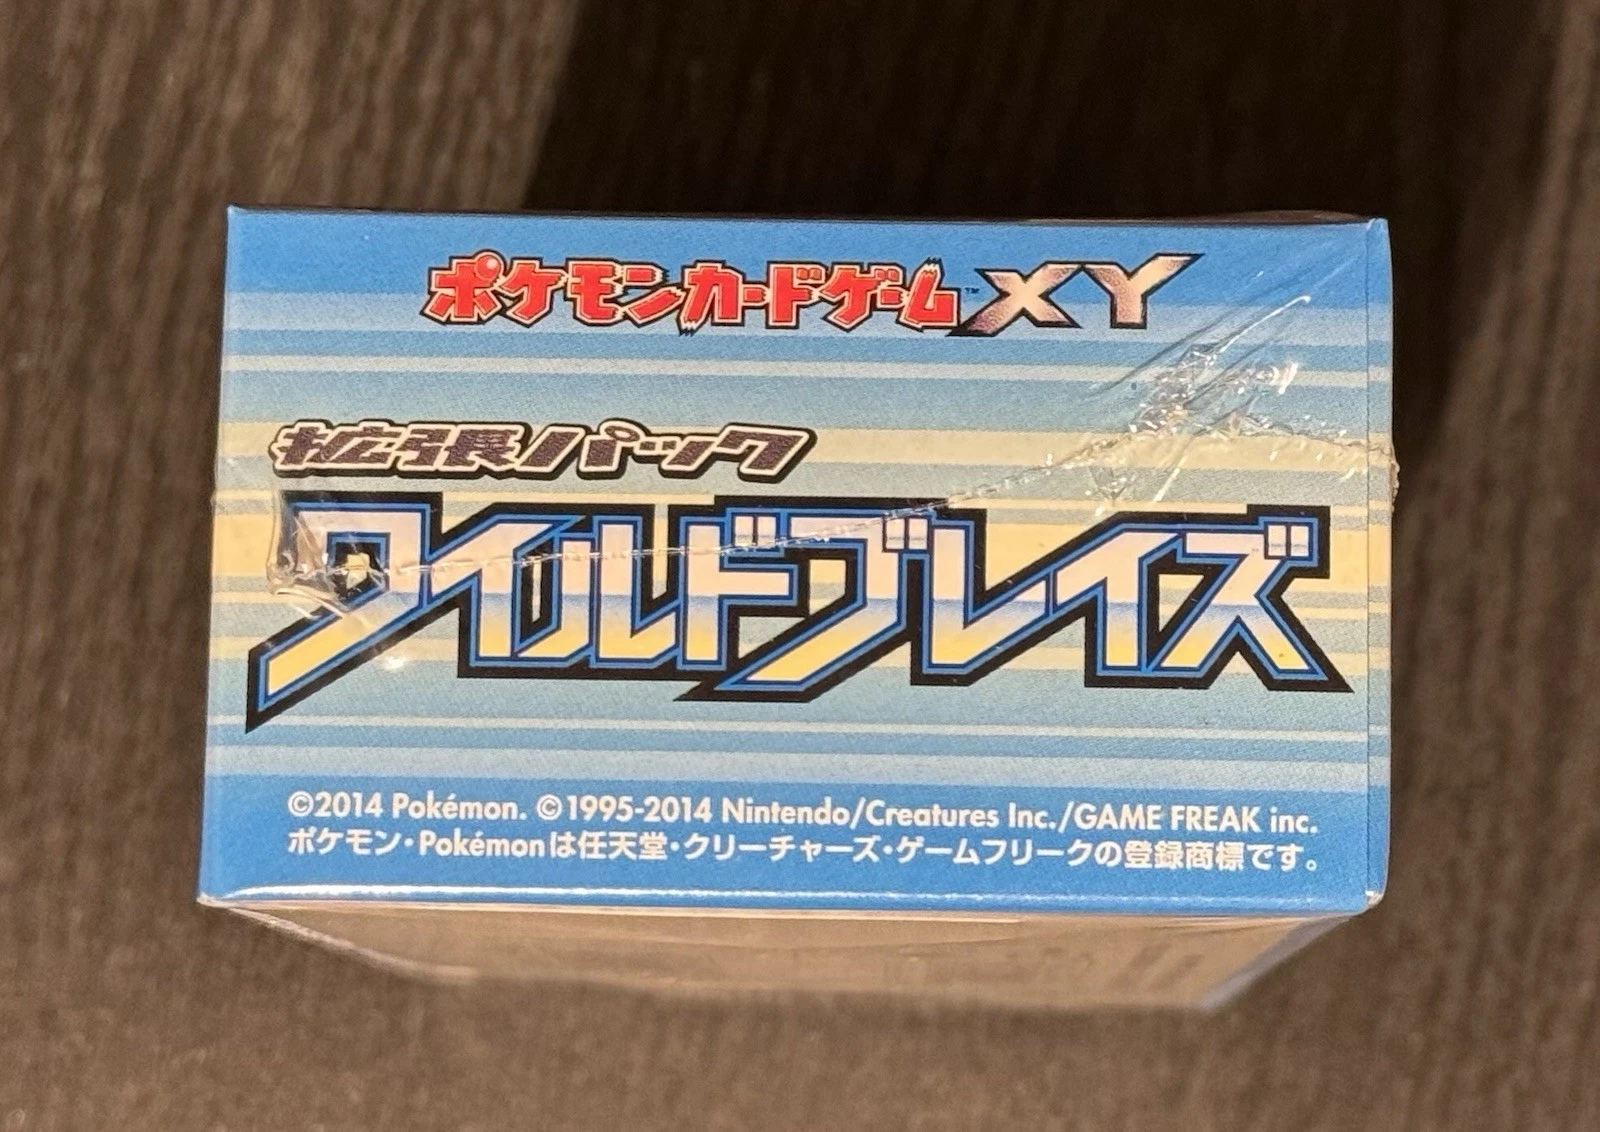 ポケモンカードゲーム™ XY
拡張パック
ワイルドブレイズ
©2014 Pokémon. ©1995-2014 Nintendo/Creatures Inc./GAME FREAK inc.
ポケモン・Pokémonは任天堂・クリーチャーズ・ゲームフリークの登録商標です。